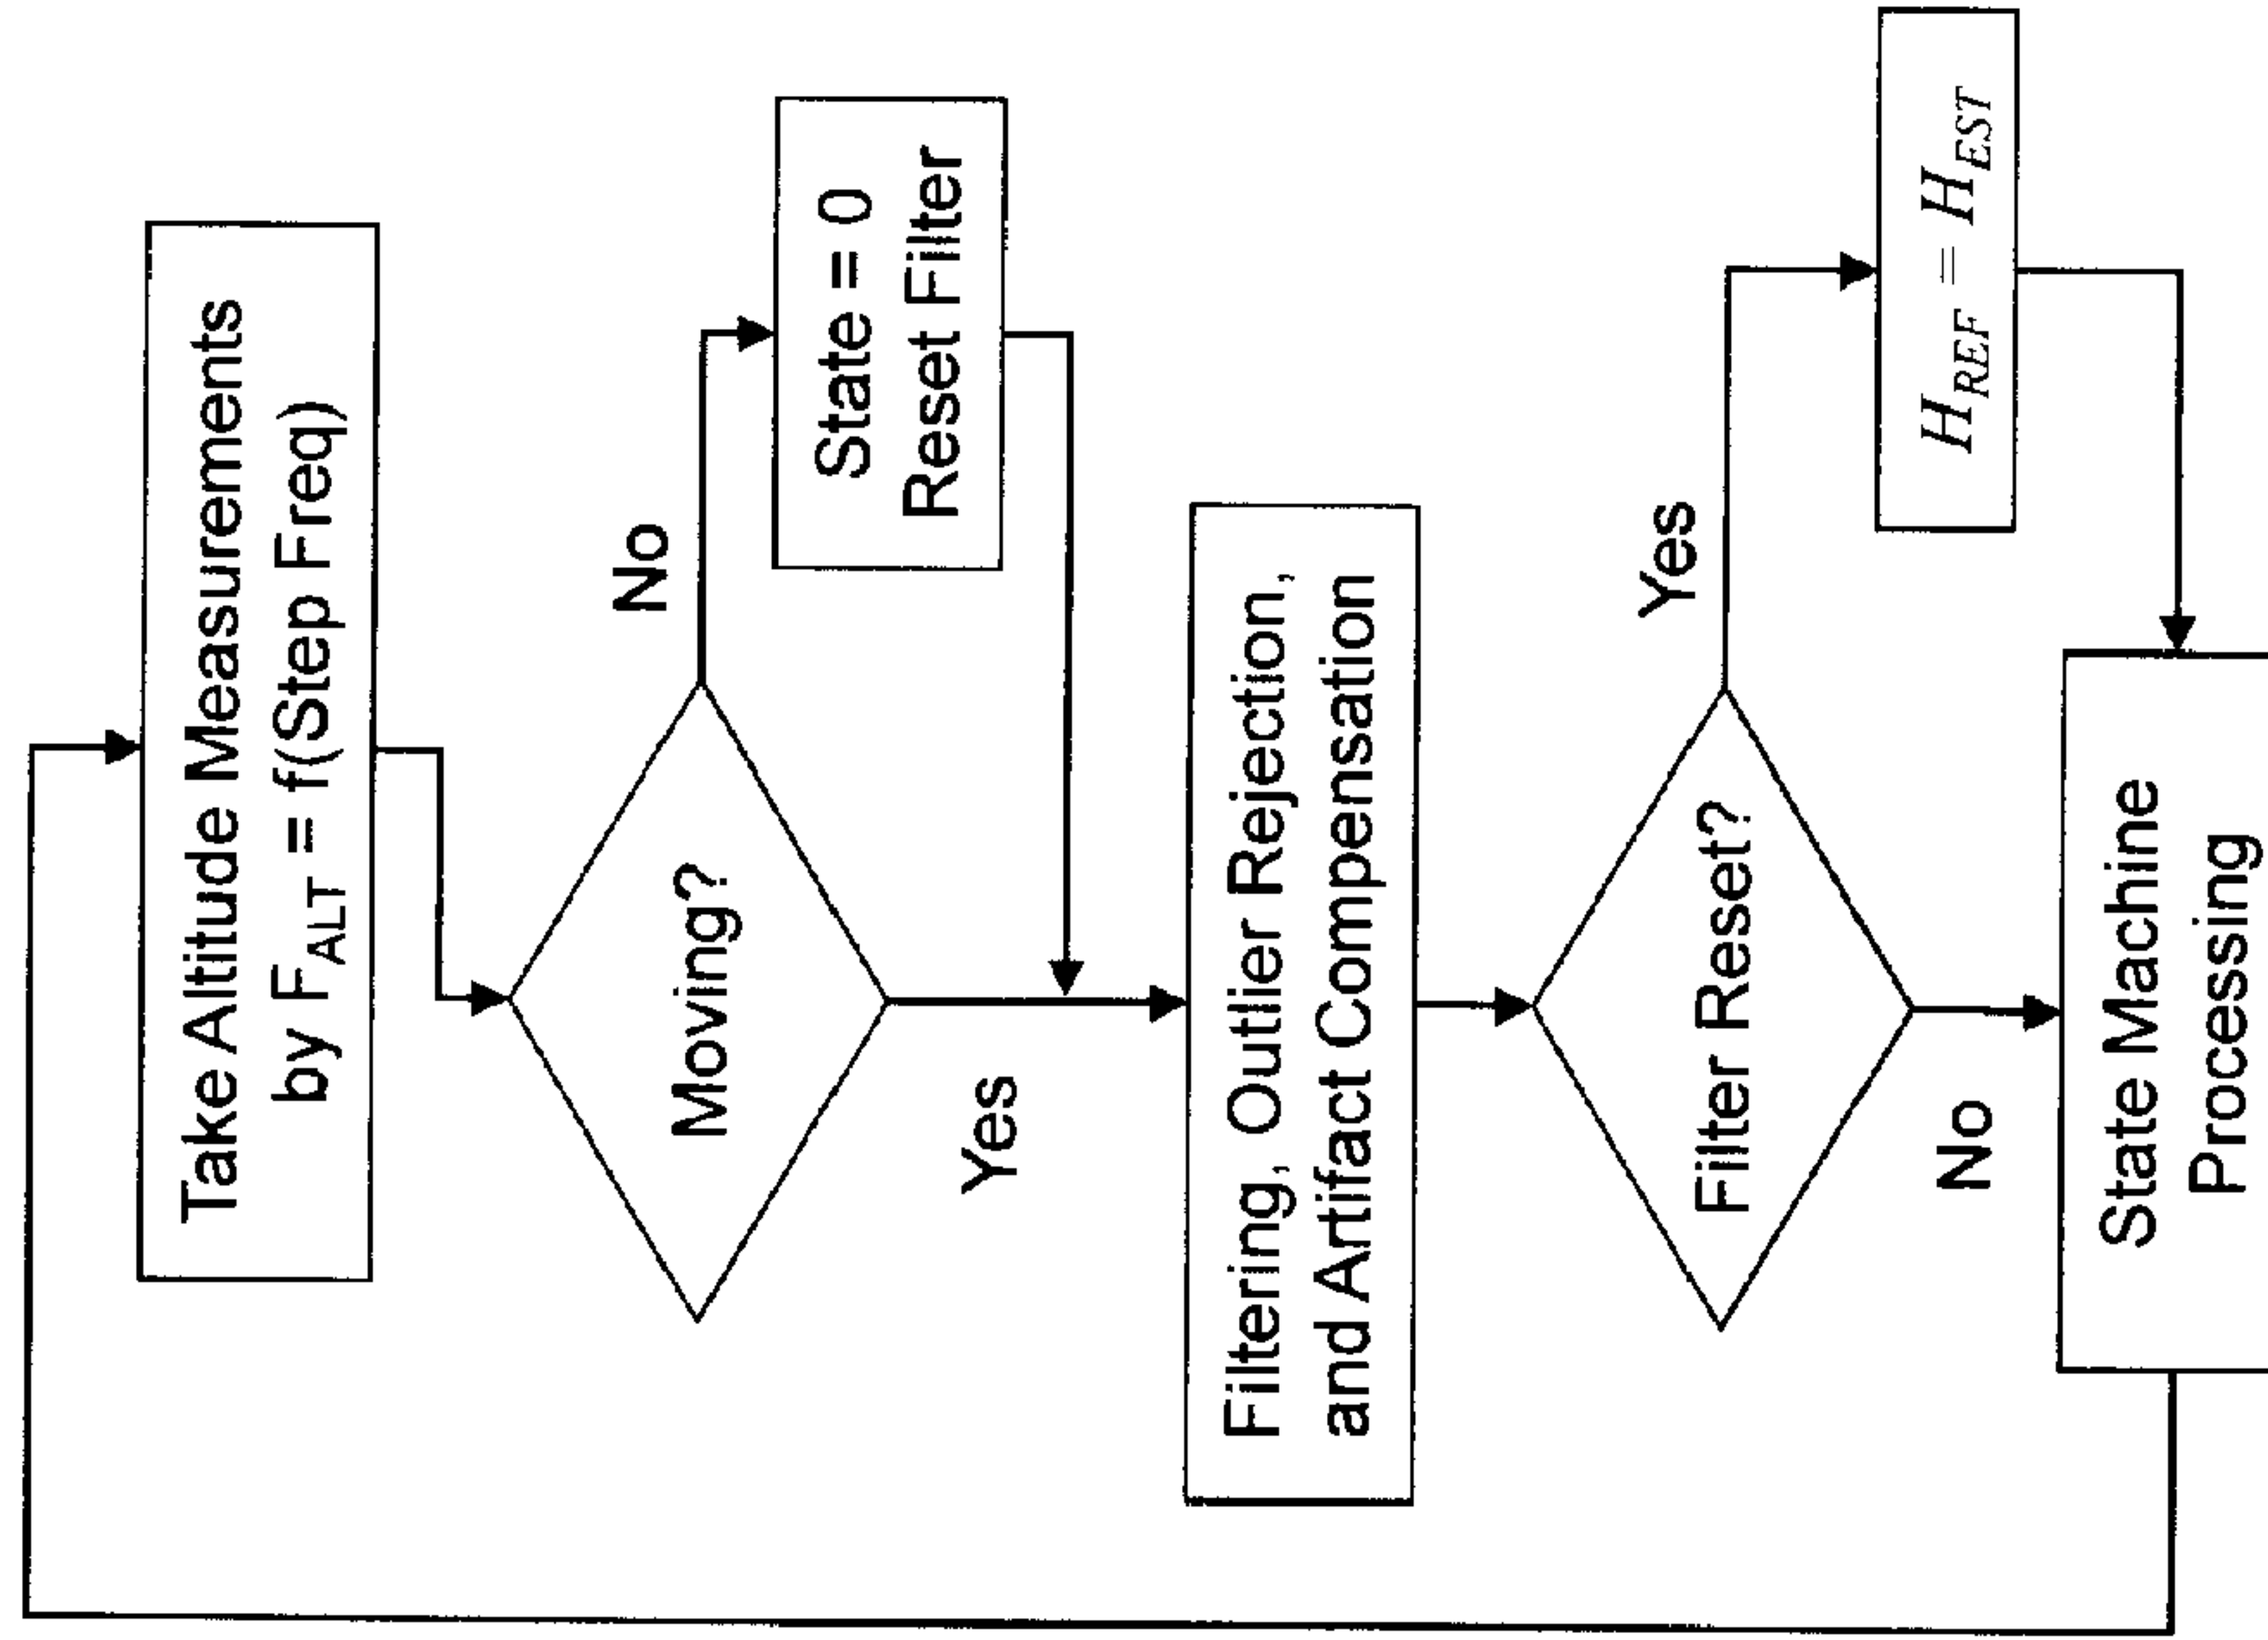 Take Altitude Measurements
by F_ALT = f(Step Freq)
Moving?
No
State = 0
Reset Filter
Yes
Filtering, Outlier Rejection,
and Artifact Compensation
Filter Reset?
Yes
H_REF = H_EST
No
State Machine
Processing